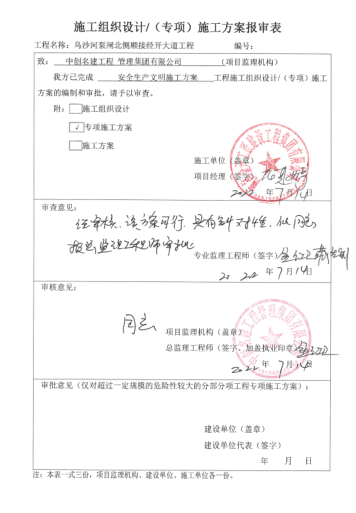 施工组织设计/（专项）施工方案报审表
工程名称：乌沙河泵闸北侧顺接经开大道工程 编号：
致： 中创名建工程管理集团有限公司 （项目监理机构）
我方已完成 安全生产文明施工方案 工程施工组织设计/（专项）施工
方案的编制和审批，请予以审查。
附：□施工组织设计
☑专项施工方案
□施工方案
施工单位（盖章）
项目经理（签字）
年 7 月 14 日
审查意见：
经审核，该方案可行，具有针对性，拟同意
报总监理工程师审批
专业监理工程师（签字）
2022 年 7 月 14 日
审核意见：
同意
项目监理机构（盖章）
总监理工程师（签字、加盖执业印章）
2022 年 7 月 14 日
审批意见（仅对超过一定规模的危险性较大的分部分项工程专项施工方案）：
建设单位（盖章）
建设单位代表（签字）
年 月 日
注：本表一式三份，项目监理机构、建设单位、施工单位各一份。